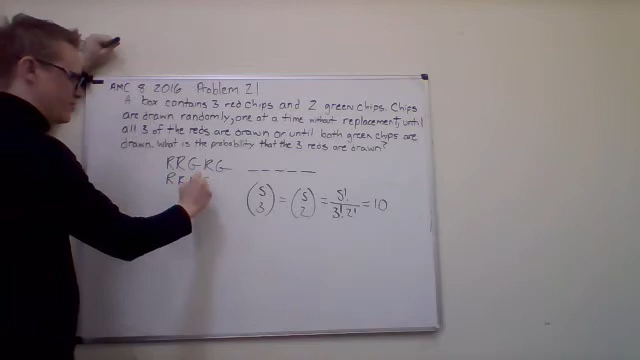 AMC 8 2016 Problem 21
A box contains 3 red chips and 2 green chips. Chips
are drawn randomly, one at a time without replacement, until
all 3 of the reds are drawn or until both green chips are
drawn. What is the probability that the 3 reds are drawn?
RRGRG _ _ _ _ _
RR
(5 3) = (5 2) = 5!/3!2! = 10